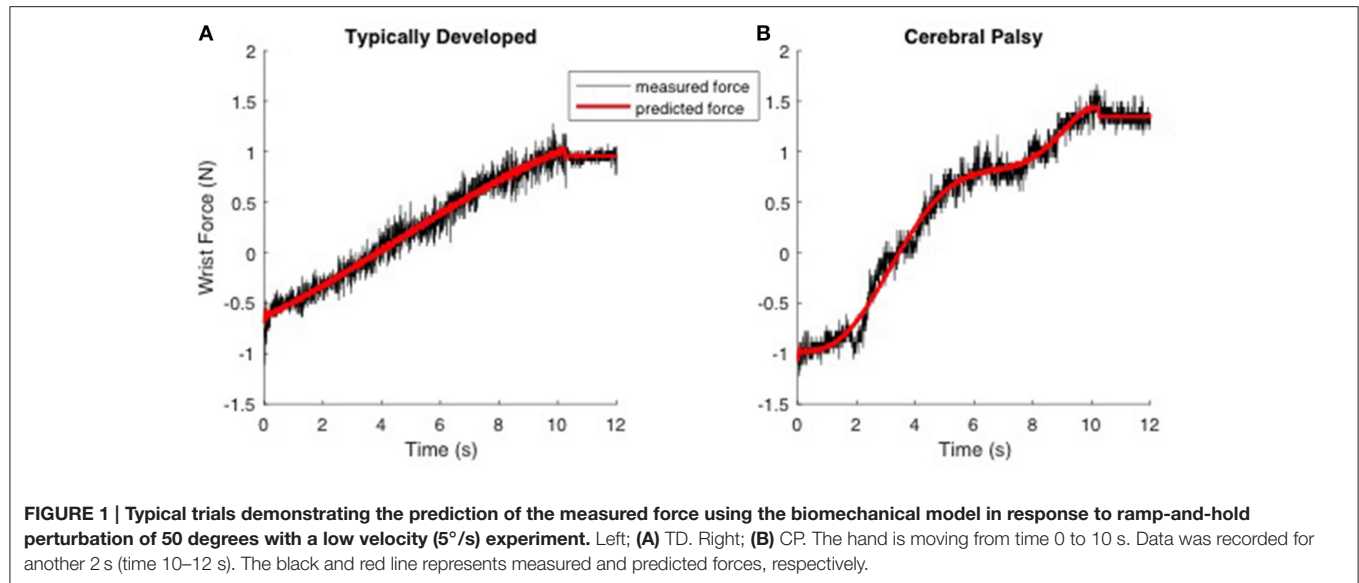 A
Typically Developed
B
Cerebral Palsy
measured force
predicted force
2
1.5
1
0.5
0
-0.5
-1
-1.5
Wrist Force (N)
0 2 4 6 8 10 12
Time (s)
2
1.5
1
0.5
0
-0.5
-1
-1.5
0 2 4 6 8 10 12
Time (s)
FIGURE 1 | Typical trials demonstrating the prediction of the measured force using the biomechanical model in response to ramp-and-hold
perturbation of 50 degrees with a low velocity (5°/s) experiment. Left; (A) TD. Right; (B) CP. The hand is moving from time 0 to 10 s. Data was recorded for
another 2 s (time 10–12 s). The black and red line represents measured and predicted forces, respectively.